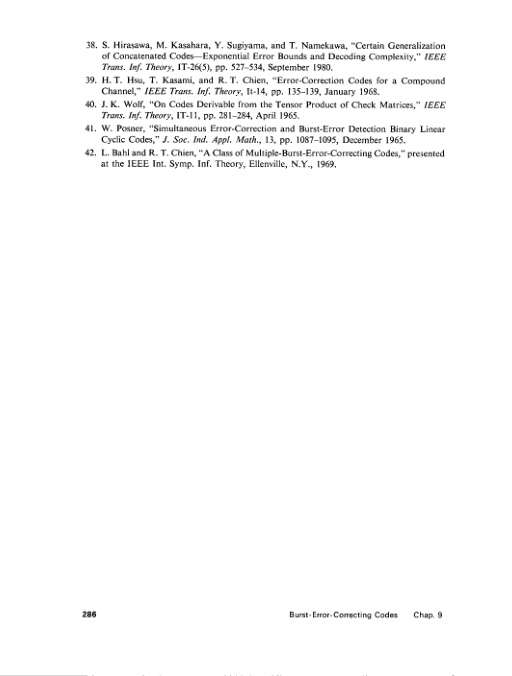 38. S. Hirasawa, M. Kasahara, Y. Sugiyama, and T. Namekawa, "Certain Generalization
of Concatenated Codes—Exponential Error Bounds and Decoding Complexity," IEEE
Trans. Inf. Theory, IT-26(5), pp. 527–534, September 1980.
39. H. T. Hsu, T. Kasami, and R. T. Chien, "Error-Correction Codes for a Compound
Channel," IEEE Trans. Inf. Theory, It-14, pp. 135–139, January 1968.
40. J. K. Wolf, "On Codes Derivable from the Tensor Product of Check Matrices," IEEE
Trans. Inf. Theory, IT-11, pp. 281–284, April 1965.
41. W. Posner, "Simultaneous Error-Correction and Burst-Error Detection Binary Linear
Cyclic Codes," J. Soc. Ind. Appl. Math., 13, pp. 1087–1095, December 1965.
42. L. Bahl and R. T. Chien, "A Class of Multiple-Burst-Error-Correcting Codes," presented
at the IEEE Int. Symp. Inf. Theory, Ellenville, N.Y., 1969.
286 Burst-Error-Correcting Codes Chap. 9